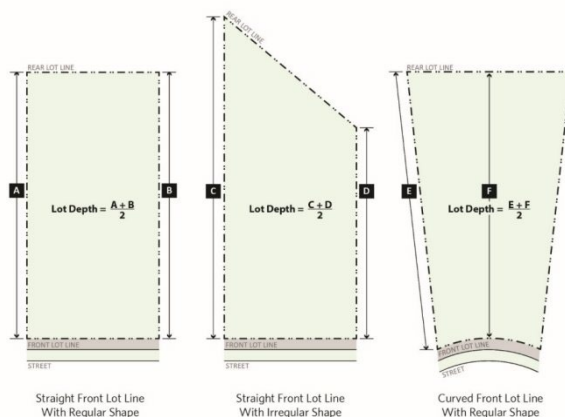 REAR LOT LINE
A
B
Lot Depth = A + B
2
FRONT LOT LINE
STREET
Straight Front Lot Line
With Regular Shape
REAR LOT LINE
C
D
Lot Depth = C + D
2
FRONT LOT LINE
STREET
Straight Front Lot Line
With Irregular Shape
REAR LOT LINE
E
F
Lot Depth = E + F
2
FRONT LOT LINE
STREET
Curved Front Lot Line
With Regular Shape